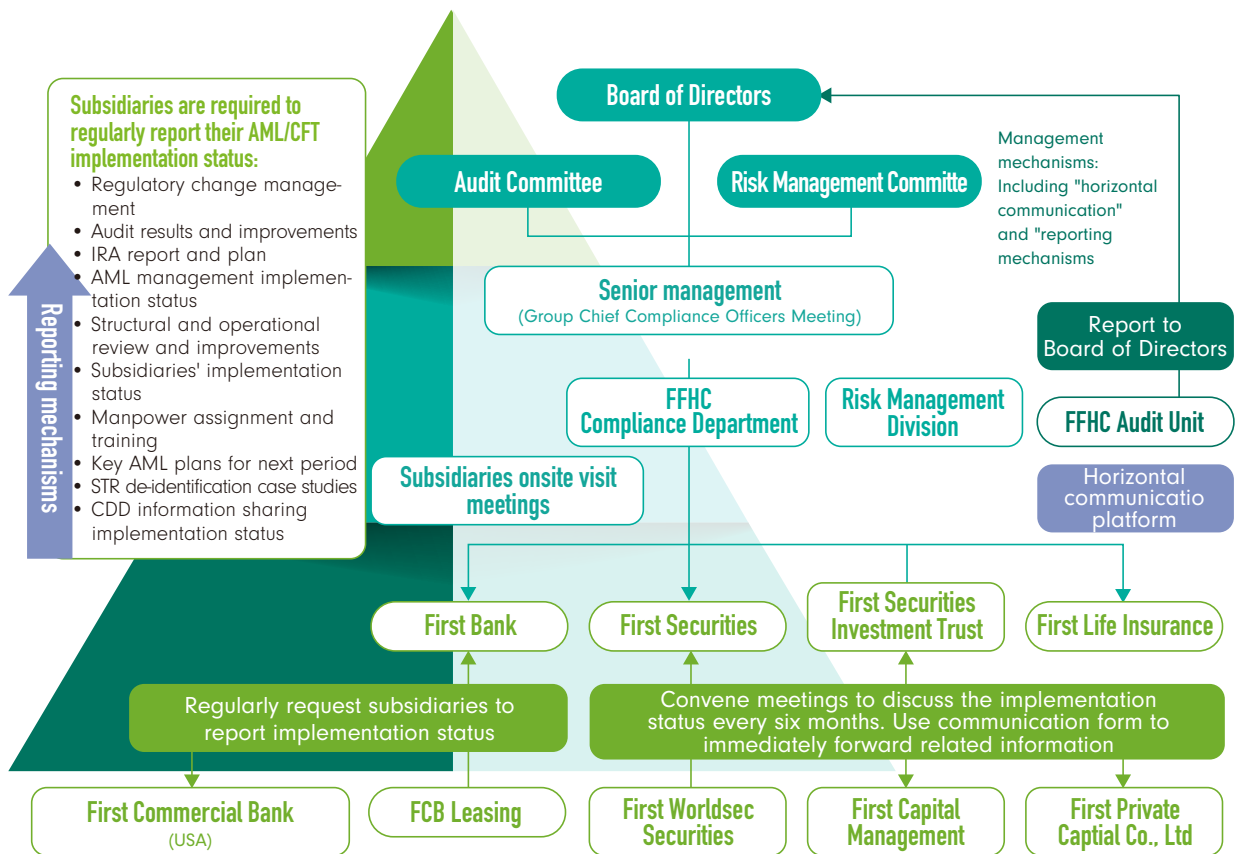 Subsidiaries are required to
regularly report their AML/CFT
implementation status:
• Regulatory change manage-
ment
• Audit results and improvements
• IRA report and plan
• AML management implemen-
tation status
• Structural and operational
review and improvements
• Subsidiaries' implementation
status
• Manpower assignment and
training
• Key AML plans for next period
• STR de-identification case studies
• CDD information sharing
implementation status
Reporting mechanisms
Board of Directors
Audit Committee
Risk Management Committe
Management
mechanisms:
Including "horizontal
communication"
and "reporting
mechanisms
Senior management
(Group Chief Compliance Officers Meeting)
Report to
Board of Directors
FFHC
Compliance Department
Risk Management
Division
FFHC Audit Unit
Subsidiaries onsite visit
meetings
Horizontal
communicatio
platform
First Bank
First Securities
First Securities
Investment Trust
First Life Insurance
Regularly request subsidiaries to
report implementation status
Convene meetings to discuss the implementation
status every six months. Use communication form to
immediately forward related information
First Commercial Bank
(USA)
FCB Leasing
First Worldsec
Securities
First Capital
Management
First Private
Captial Co., Ltd